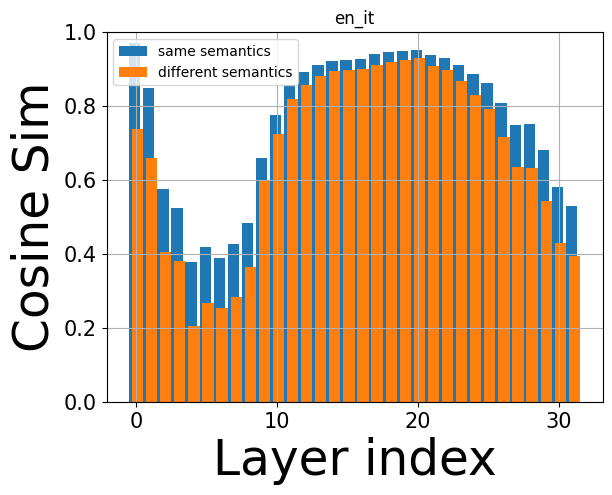 en_it
same semantics
different semantics
Cosine Sim
1.0
0.8
0.6
0.4
0.2
0.0
0 10 20 30
Layer index